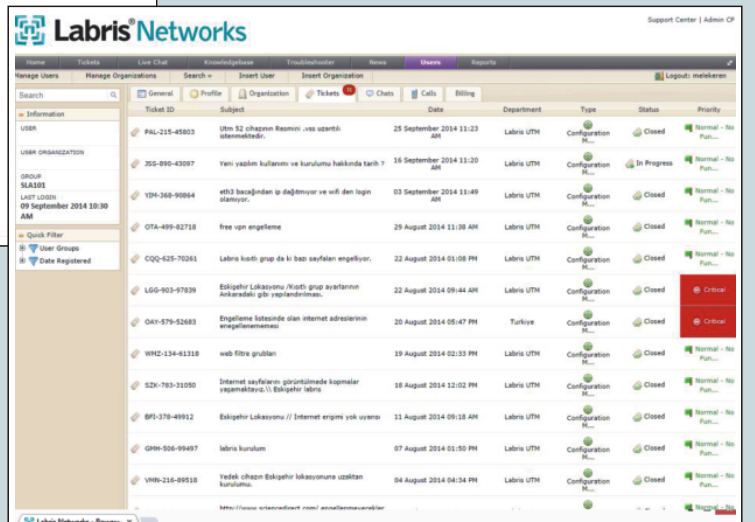 Labris Networks
Support Center | Admin CP
Home Tickets Live Chat Knowledgebase Troubleshooter News Users Reports
Manage Users Manage Organizations Search Insert User Insert Organization Logout: melekeren
Search General Profile Organization Tickets Chats Calls Billing
Ticket ID Subject Date Department Type Status Priority
Information
USER
USER ORGANIZATION
GROUP
SLA101
LAST LOGIN
09 September 2014 10:30
AM
Quick Filter
User Groups
Date Registered
PAL-215-45803 Utm 52 cihazının Resmini .vss uzantılı istenmektedir. 25 September 2014 11:23 AM Labris UTM Configuration M... Closed Normal - No Fun...
JSS-890-43097 Yeni yazılım kullanımı ve kurulumu hakkında tarih ? 16 September 2014 11:20 AM Labris UTM Configuration M... In Progress Normal - No Fun...
YIM-368-90864 eth3 bacağından ip dağıtmıyor ve wifi den login olamıyor. 03 September 2014 11:49 AM Labris UTM Configuration M... Closed Normal - No Fun...
OTA-499-82718 free vpn engelleme 29 August 2014 11:38 AM Labris UTM Configuration M... Closed Normal - No Fun...
CQQ-625-70261 Labris kısıtlı grup da ki bazı sayfaları engelliyor. 22 August 2014 01:08 PM Labris UTM Configuration M... Closed Normal - No Fun...
LGG-903-97839 Eskişehir Lokasyonu /Kısıtlı grup ayarlarının Ankaradaki gibi yapılandırılması. 22 August 2014 09:44 AM Labris UTM Configuration M... Closed Critical
OAY-579-52683 Engelleme listesinde olan internet adreslerinin enegellenememesi 20 August 2014 05:47 PM Turkiye Configuration M... Closed Critical
WMZ-134-61318 web filtre grubları 19 August 2014 02:33 PM Labris UTM Configuration M... Closed Normal - No Fun...
SZK-783-31050 Internet sayfalarını görüntülmede kopmalar yaşamaktayız.\\ Eskişehir labris 18 August 2014 12:02 PM Labris UTM Configuration M... Closed Normal - No Fun...
BFI-378-49912 Eskişehir Lokasyonu // Internet erişimi yok uyarısı 11 August 2014 09:18 AM Labris UTM Configuration M... Closed Normal - No Fun...
GMH-506-99497 labris kurulum 07 August 2014 01:50 PM Labris UTM Configuration M... Closed Normal - No Fun...
VMN-216-89518 Yedek cihazın Eskişehir lokasyonuna uzaktan kurulumu. 04 August 2014 04:34 PM Labris UTM Configuration M... Closed Normal - No Fun...
http://www.sciencedirect.com/ engellenmeyecekler Normal - No
Labris Networks - Power